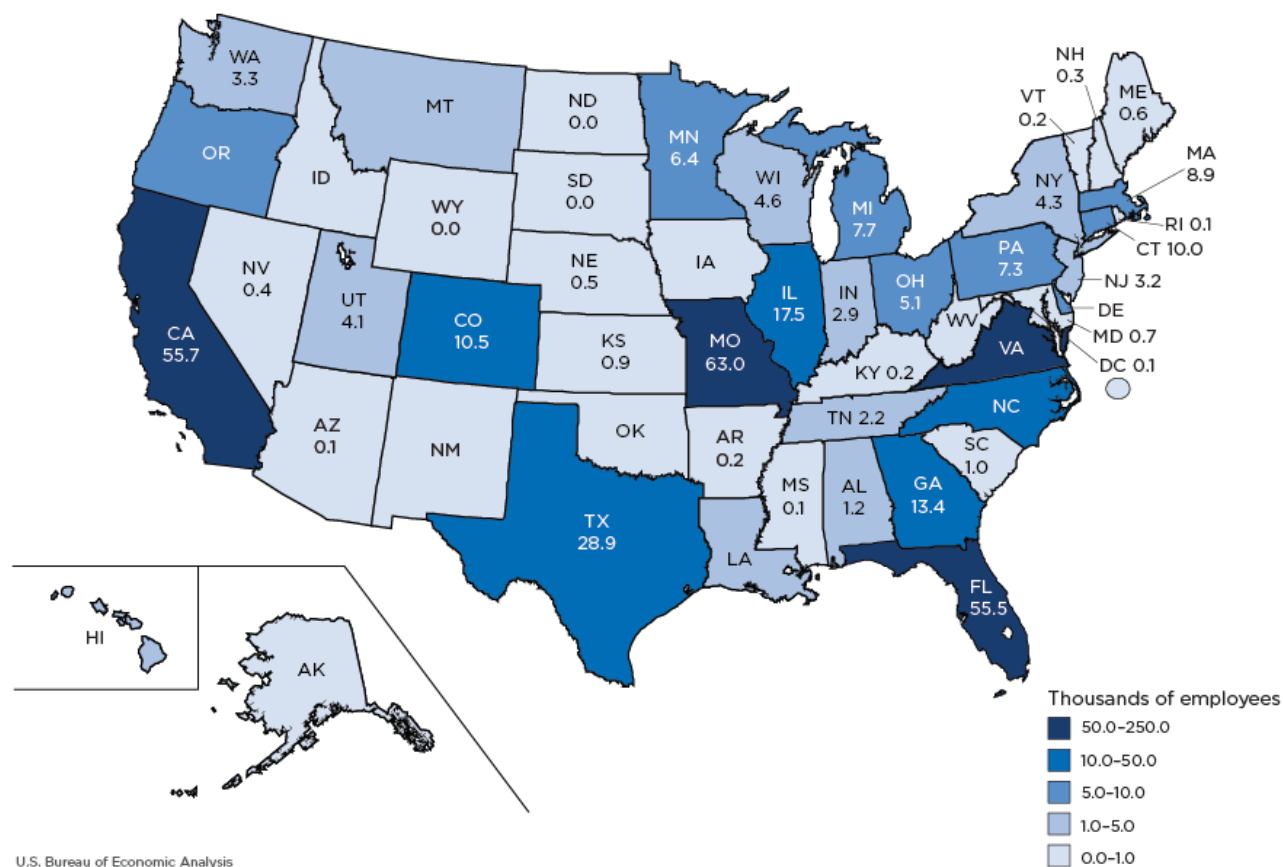 WA
3.3
MT
ND
0.0
MN
6.4
NH
0.3
VT
0.2
ME
0.6
OR
ID
SD
0.0
WI
4.6
MI
7.7
NY
4.3
MA
8.9
RI 0.1
CT 10.0
WY
0.0
NE
0.5
IA
PA
7.3
NJ 3.2
NV
0.4
UT
4.1
CO
10.5
IL
17.5
IN
2.9
OH
5.1
WV
DE
MD 0.7
DC 0.1
CA
55.7
KS
0.9
MO
63.0
KY 0.2
VA
AZ
0.1
NM
OK
AR
0.2
TN 2.2
NC
SC
1.0
TX
28.9
LA
MS
0.1
AL
1.2
GA
13.4
FL
55.5
HI
AK
Thousands of employees
50.0–250.0
10.0–50.0
5.0–10.0
1.0–5.0
0.0–1.0
U.S. Bureau of Economic Analysis